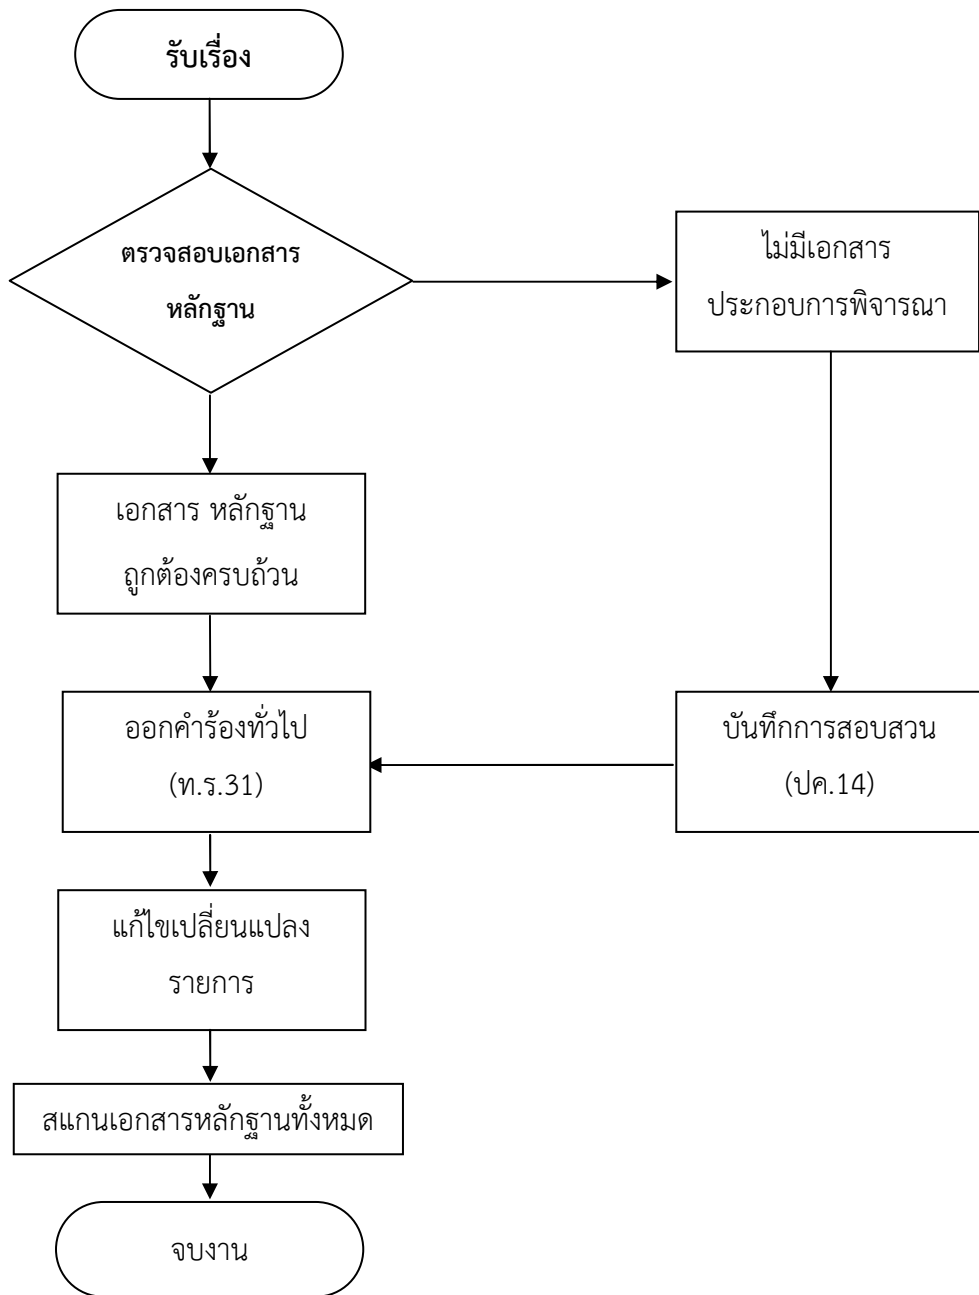 รับเรื่อง
ตรวจสอบเอกสาร
หลักฐาน
ไม่มีเอกสาร
ประกอบการพิจารณา
เอกสาร หลักฐาน
ถูกต้องครบถ้วน
ออกคำร้องทั่วไป
(ท.ร.31)
บันทึกการสอบสวน
(ปค.14)
แก้ไขเปลี่ยนแปลง
รายการ
สแกนเอกสารหลักฐานทั้งหมด
จบงาน